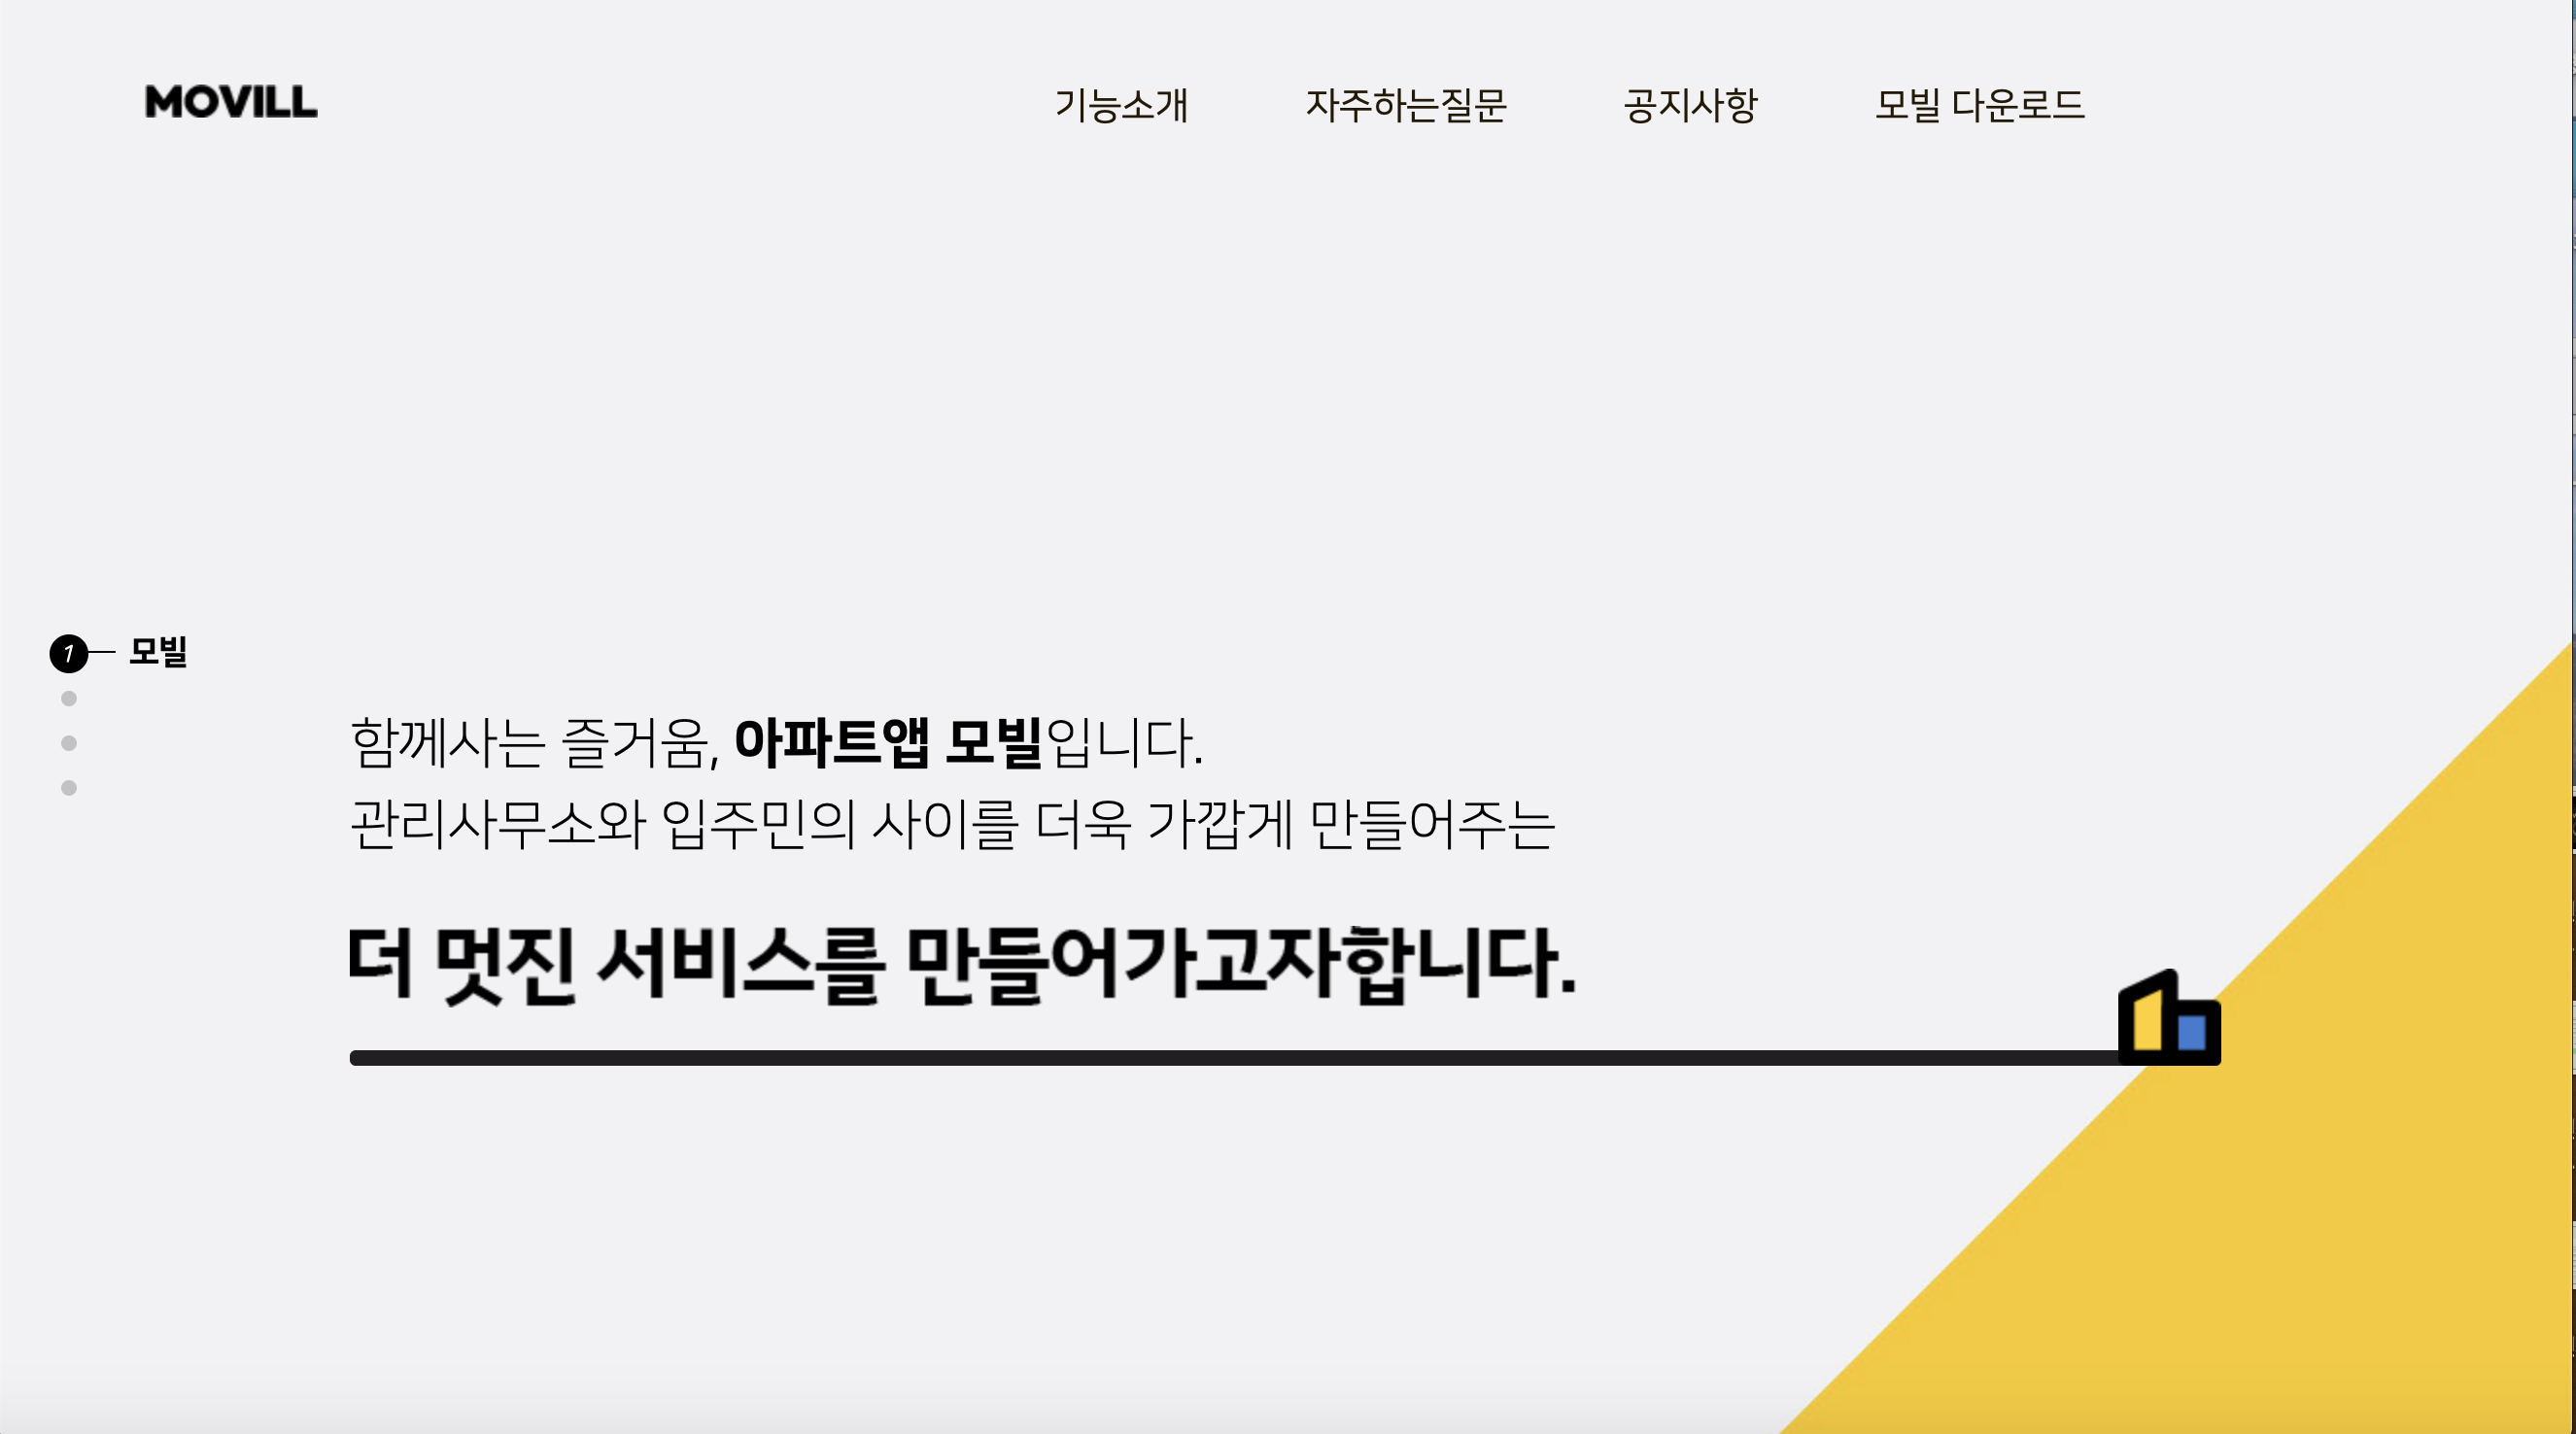 MOVILL
기능소개 자주하는질문 공지사항 모빌 다운로드
1 모빌
함께사는 즐거움, 아파트앱 모빌입니다.
관리사무소와 입주민의 사이를 더욱 가깝게 만들어주는
더 멋진 서비스를 만들어가고자합니다.